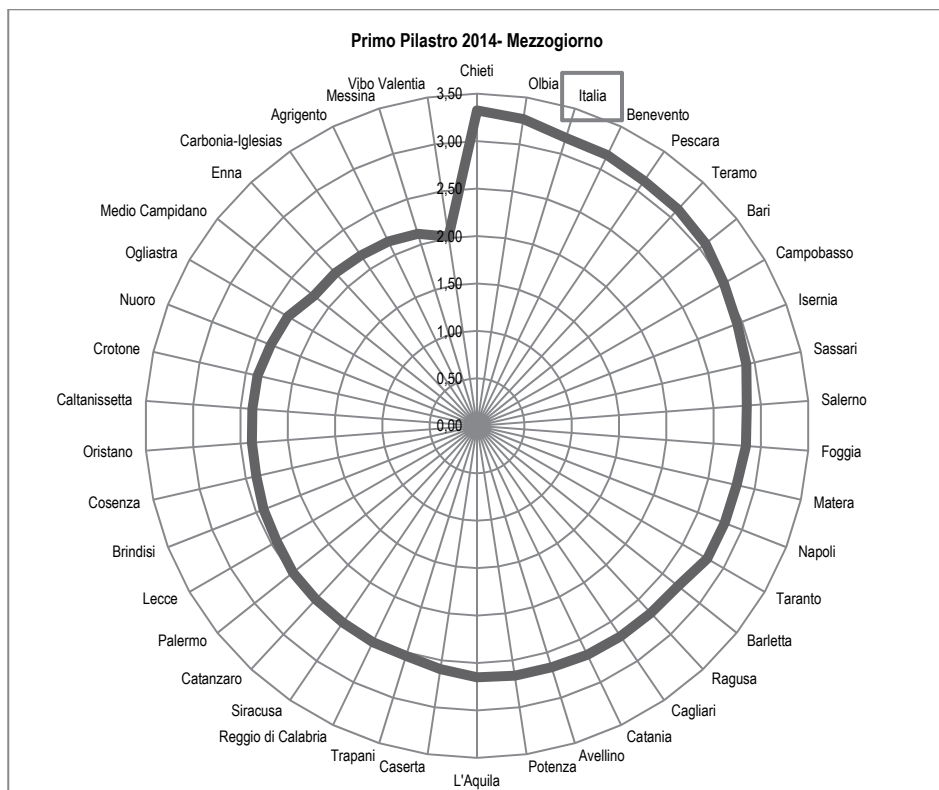 Primo Pilastro 2014- Mezzogiorno
Chieti
Olbia
Italia
Benevento
Pescara
Teramo
Bari
Campobasso
Isernia
Sassari
Salerno
Foggia
Matera
Napoli
Taranto
Barletta
Ragusa
Cagliari
Catania
Avellino
Potenza
L'Aquila
Caserta
Trapani
Reggio di Calabria
Siracusa
Catanzaro
Palermo
Lecce
Brindisi
Cosenza
Oristano
Caltanissetta
Crotone
Nuoro
Ogliastra
Medio Campidano
Enna
Carbonia-Iglesias
Agrigento
Messina
Vibo Valentia
3,50
3,00
2,50
2,00
1,50
1,00
0,50
0,00